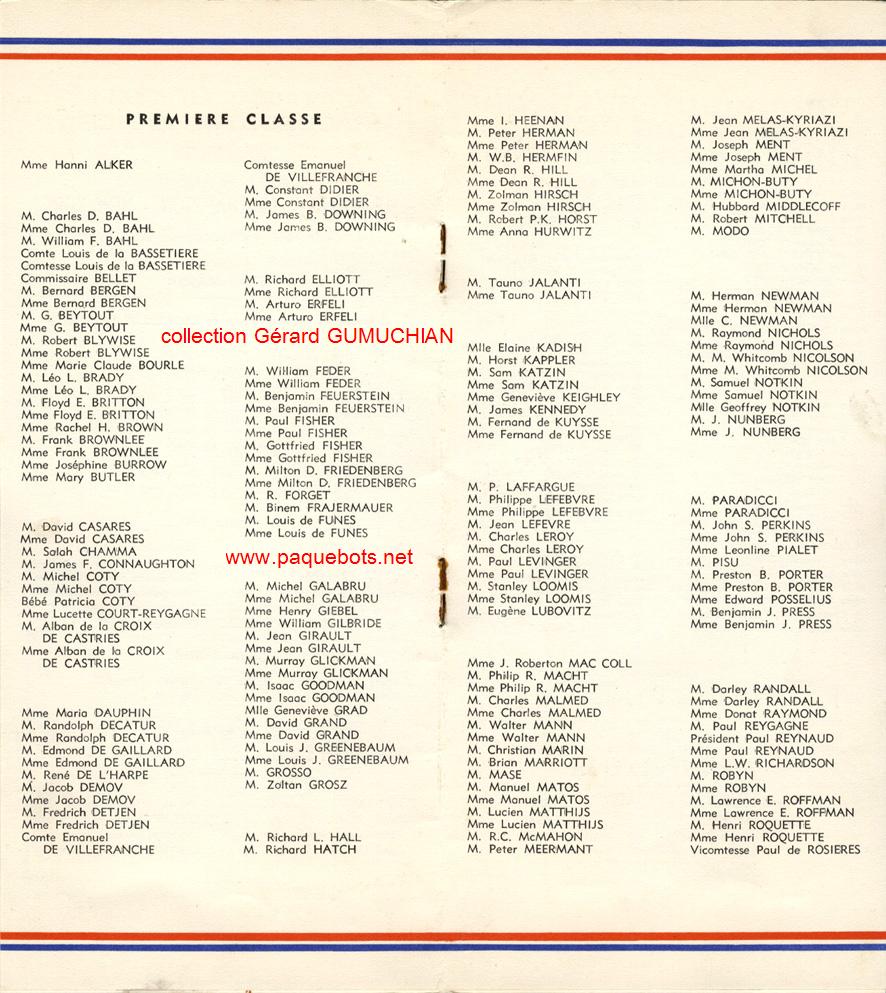 PREMIERE CLASSE
Mme Hanni ALKER
M. Charles D. BAHL
Mme Charles D. BAHL
M. William F. BAHL
Comte Louis de la BASSETIERE
Comtesse Louis de la BASSETIERE
Commissaire BELLET
M. Bernard BERGEN
Mme Bernard BERGEN
M. G. BEYTOUT
Mme G. BEYTOUT
M. Robert BLYWISE
Mme Robert BLYWISE
Mme Marie Claude BOURLE
M. Léo L. BRADY
Mme Léo L. BRADY
M. Floyd E. BRITTON
Mme Floyd E. BRITTON
Mme Rachel H. BROWN
M. Frank BROWNLEE
Mme Frank BROWNLEE
Mme Joséphine BURROW
Mme Mary BUTLER
M. David CASARES
Mme David CASARES
M. Salah CHAMMA
M. James F. CONNAUGHTON
M. Michel COTY
Mme Michel COTY
Bébé Patricia COTY
Mme Lucette COURT-REYGAGNE
M. Alban de la CROIX
DE CASTRIES
Mme Alban de la CROIX
DE CASTRIES
Mme Maria DAUPHIN
M. Randolph DECATUR
Mme Randolph DECATUR
M. Edmond DE GAILLARD
Mme Edmond DE GAILLARD
M. René DE L'HARPE
M. Jacob DEMOV
Mme Jacob DEMOV
M. Fredrich DETJEN
Mme Fredrich DETJEN
Comte Emanuel
DE VILLEFRANCHE
Comtesse Emanuel
DE VILLEFRANCHE
M. Constant DIDIER
Mme Constant DIDIER
M. James B. DOWNING
Mme James B. DOWNING
M. Richard ELLIOTT
Mme Richard ELLIOTT
M. Arturo ERFELI
Mme Arturo ERFELI
collection Gérard GUMUCHIAN
M. William FEDER
Mme William FEDER
M. Benjamin FEUERSTEIN
Mme Benjamin FEUERSTEIN
M. Paul FISHER
Mme Paul FISHER
M. Gottfried FISHER
Mme Gottfried FISHER
M. Milton D. FRIEDENBERG
Mme Milton D. FRIEDENBERG
M. R. FORGET
M. Binem FRAJERMAUER
M. Louis de FUNES
Mme Louis de FUNES
www.paquebots.net
M. Michel GALABRU
Mme Michel GALABRU
Mme Henry GIEBEL
Mme William GILBRIDE
M. Jean GIRAULT
Mme Jean GIRAULT
M. Murray GLICKMAN
Mme Murray GLICKMAN
M. Isaac GOODMAN
Mme Isaac GOODMAN
Mlle Geneviève GRAD
M. David GRAND
Mme David GRAND
M. Louis J. GREENEBAUM
Mme Louis J. GREENEBAUM
M. GROSSO
M. Zoltan GROSZ
M. Richard L. HALL
M. Richard HATCH
Mme I. HEENAN
M. Peter HERMAN
Mme Peter HERMAN
M. W.B. HERMFIN
M. Dean R. HILL
Mme Dean R. HILL
M. Zolman HIRSCH
Mme Zolman HIRSCH
M. Robert P.K. HORST
Mme Anna HURWITZ
M. Tauno JALANTI
Mme Tauno JALANTI
Mlle Elaine KADISH
M. Horst KAPPLER
M. Sam KATZIN
Mme Sam KATZIN
Mme Geneviève KEIGHLEY
M. James KENNEDY
M. Fernand de KUYSSE
Mme Fernand de KUYSSE
M. P. LAFFARGUE
M. Philippe LEFEBVRE
Mme Philippe LEFEBVRE
M. Jean LEFEVRE
M. Charles LEROY
Mme Charles LEROY
M. Paul LEVINGER
Mme Paul LEVINGER
M. Stanley LOOMIS
Mme Stanley LOOMIS
M. Eugène LUBOVITZ
Mme J. Roberton MAC COLL
M. Philip R. MACHT
Mme Philip R. MACHT
M. Charles MALMED
Mme Charles MALMED
M. Walter MANN
Mme Walter MANN
M. Christian MARIN
M. Brian MARRIOTT
M. MASE
M. Manuel MATOS
Mme Manuel MATOS
M. Lucien MATTHIJS
Mme Lucien MATTHIJS
M. R.C. McMAHON
M. Peter MEERMANT
M. Jean MELAS-KYRIAZI
Mme Jean MELAS-KYRIAZI
M. Joseph MENT
Mme Joseph MENT
Mme Martha MICHEL
M. MICHON-BUTY
Mme MICHON-BUTY
M. Hubbard MIDDLECOFF
M. Robert MITCHELL
M. MODO
M. Herman NEWMAN
Mme Herman NEWMAN
Mlle C. NEWMAN
M. Raymond NICHOLS
Mme Raymond NICHOLS
M. M. Whitcomb NICOLSON
Mme M. Whitcomb NICOLSON
M. Samuel NOTKIN
Mme Samuel NOTKIN
Mlle Geoffrey NOTKIN
M. J. NUNBERG
Mme J. NUNBERG
M. PARADICCI
Mme PARADICCI
M. John S. PERKINS
Mme John S. PERKINS
Mme Leonline PIALET
M. PISU
M. Preston B. PORTER
Mme Preston B. PORTER
Mme Edward POSSELIUS
M. Benjamin J. PRESS
Mme Benjamin J. PRESS
M. Darley RANDALL
Mme Darley RANDALL
Mme Donat RAYMOND
M. Paul REYGAGNE
Président Paul REYNAUD
Mme Paul REYNAUD
Mme L.W. RICHARDSON
M. ROBYN
Mme ROBYN
M. Lawrence E. ROFFMAN
Mme Lawrence E. ROFFMAN
M. Henri ROQUETTE
Mme Henri ROQUETTE
Vicomtesse Paul de ROSIERES